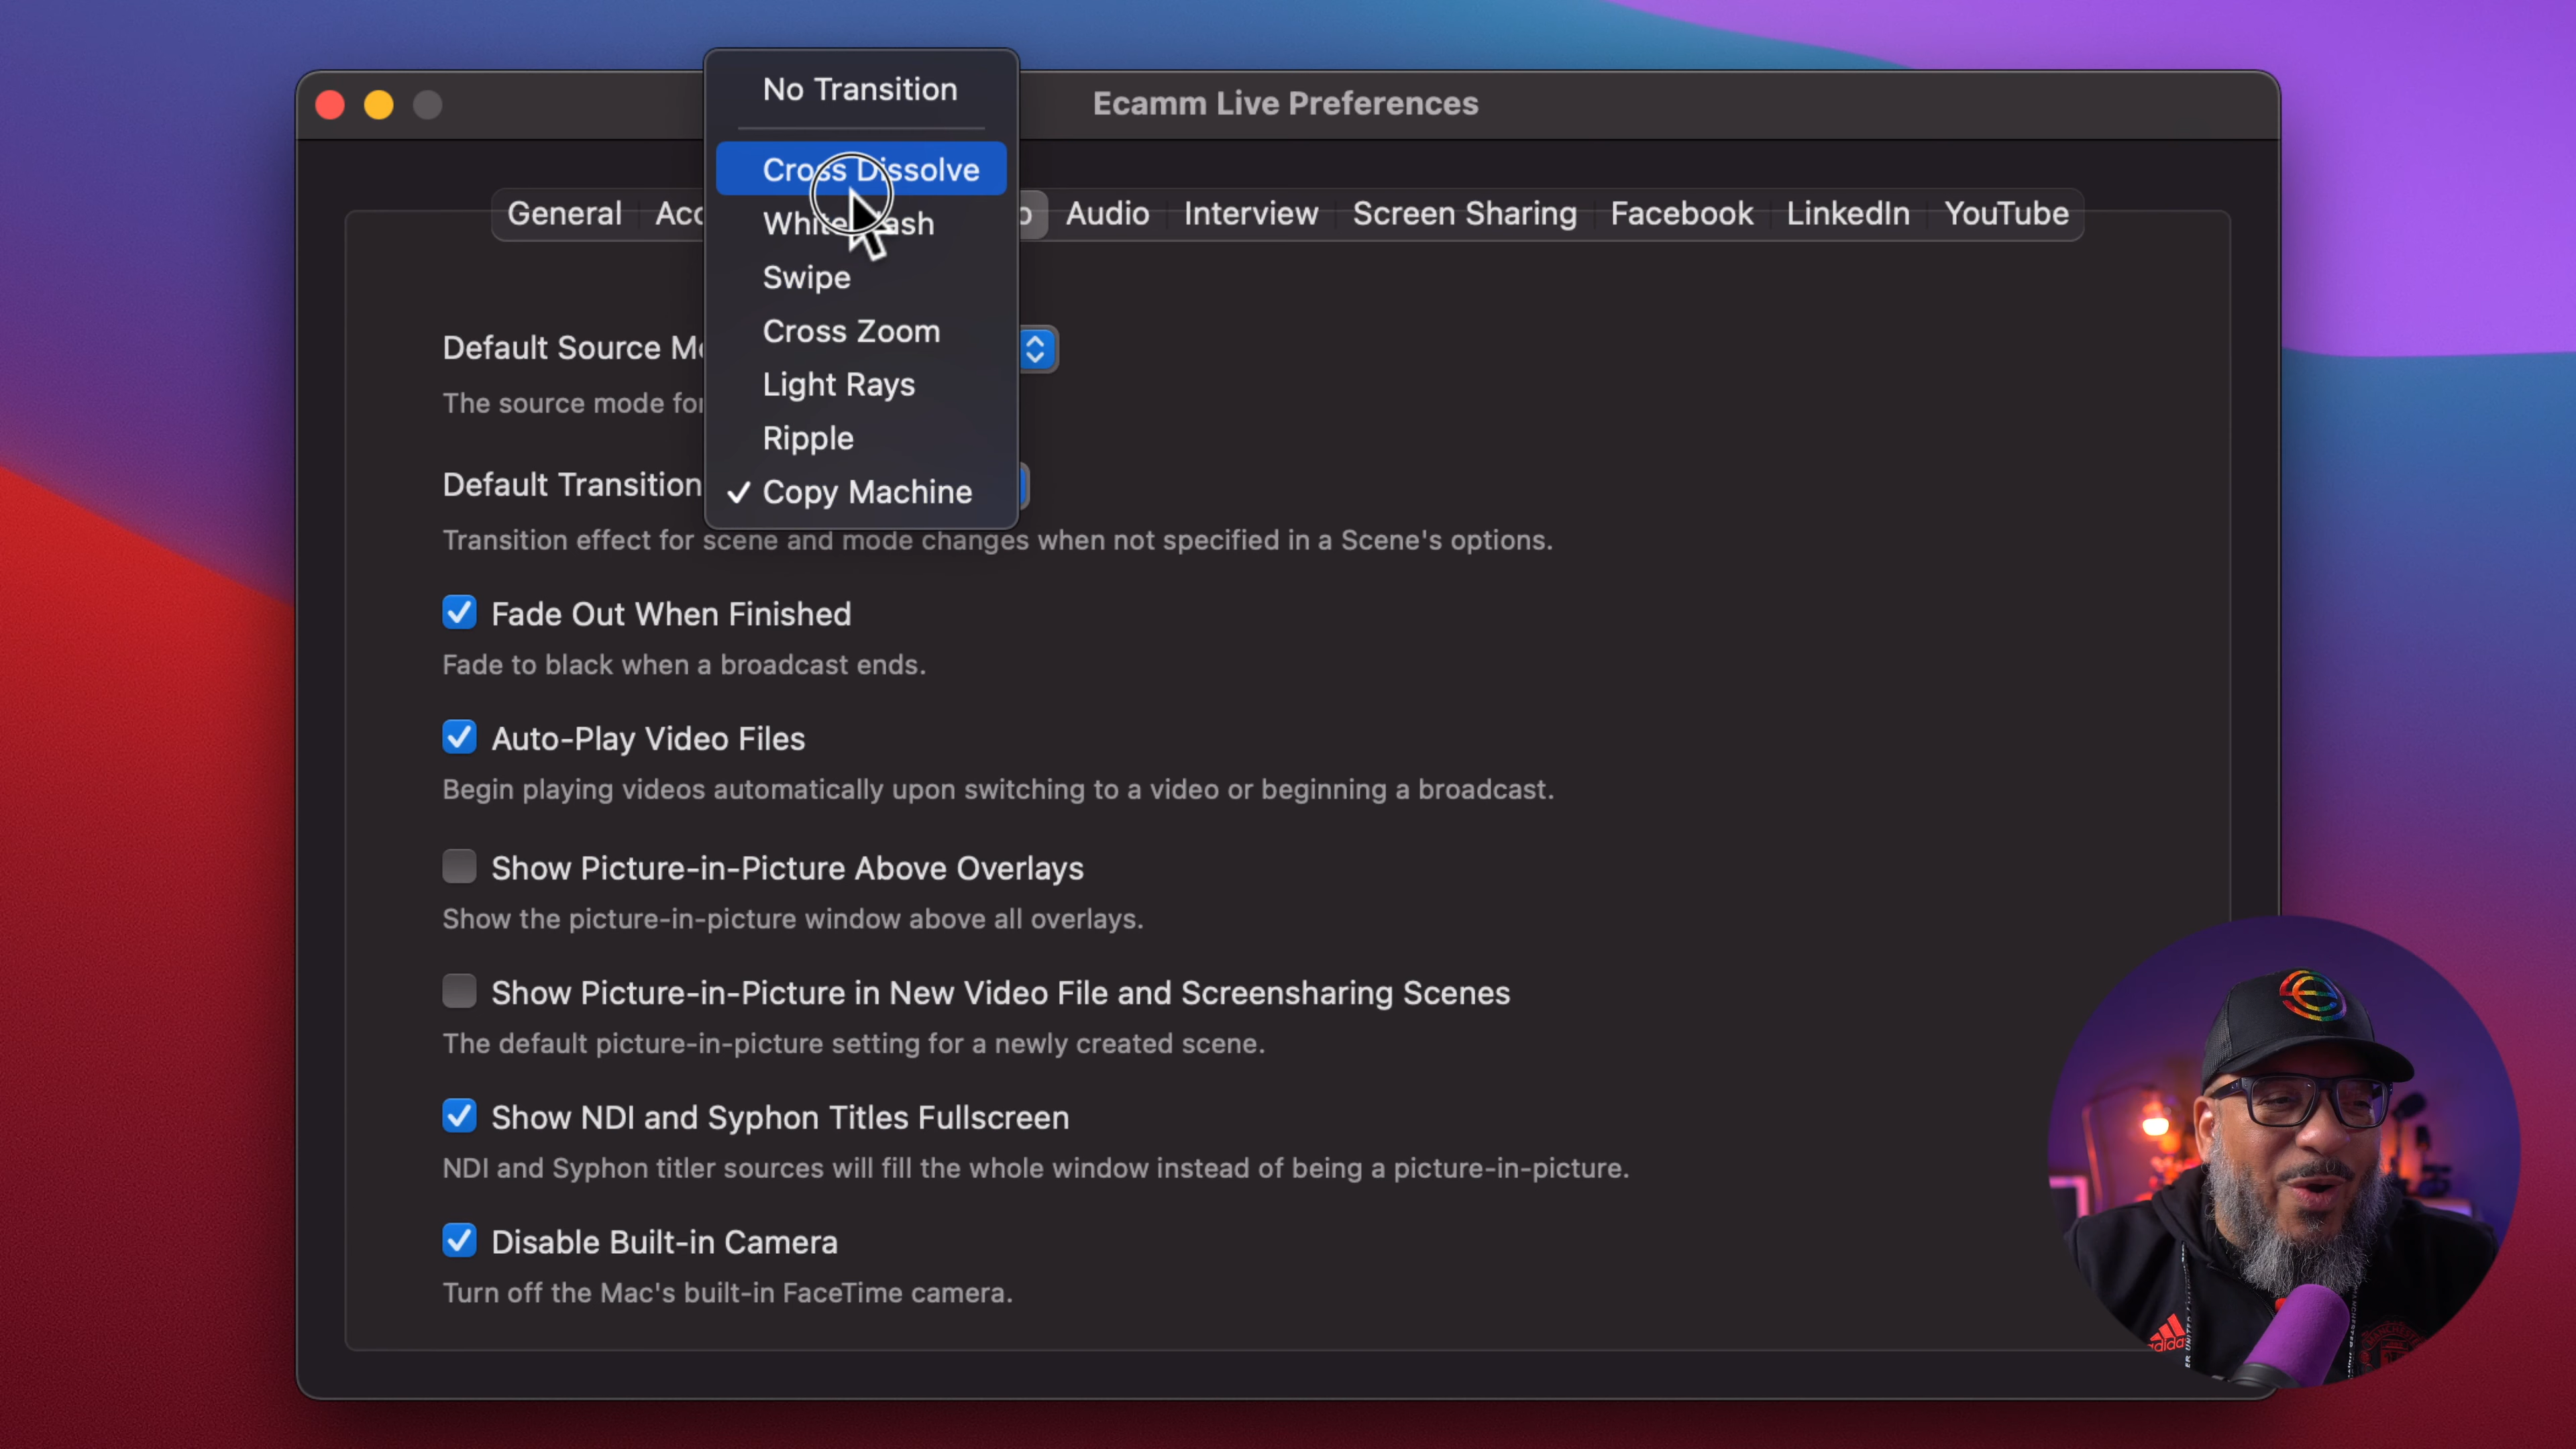 No Transition
Ecamm Live Preferences
Cross Dissolve
General
Audio
Interview
Screen Sharing
Facebook
LinkedIn
YouTube
Swipe
Cross Zoom
Default Source
Light Rays
The source mode
Ripple
Default Transition
✓ Copy Machine
Transition effect for scene and mode changes when not specified in a Scene's options.
Fade Out When Finished
Fade to black when a broadcast ends.
Auto-Play Video Files
Begin playing videos automatically upon switching to a video or beginning a broadcast.
Show Picture-in-Picture Above Overlays
Show the picture-in-picture window above all overlays.
Show Picture-in-Picture in New Video File and Screensharing Scenes
The default picture-in-picture setting for a newly created scene.
Show NDI and Syphon Titles Fullscreen
NDI and Syphon titler sources will fill the whole window instead of being a picture-in-picture.
Disable Built-in Camera
Turn off the Mac's built-in FaceTime camera.
adidas